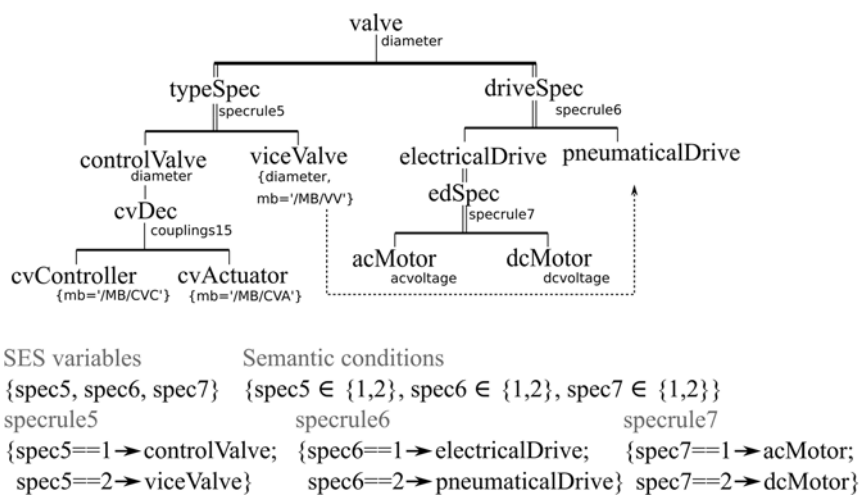 valve
diameter
typeSpec driveSpec
specrule5 specrule6
controlValve viceValve electricalDrive pneumaticalDrive
diameter {diameter,
mb='/MB/VV'}
cvDec edSpec
couplings15 specrule7
cvController cvActuator acMotor dcMotor
{mb='/MB/CVC'} {mb='/MB/CVA'} acvoltage dcvoltage
SES variables Semantic conditions
{spec5, spec6, spec7} {spec5 ∈ {1,2}, spec6 ∈ {1,2}, spec7 ∈ {1,2}}
specrule5 specrule6 specrule7
{spec5==1→controlValve; {spec6==1→electricalDrive; {spec7==1→acMotor;
spec5==2→viceValve} spec6==2→pneumaticalDrive} spec7==2→dcMotor}